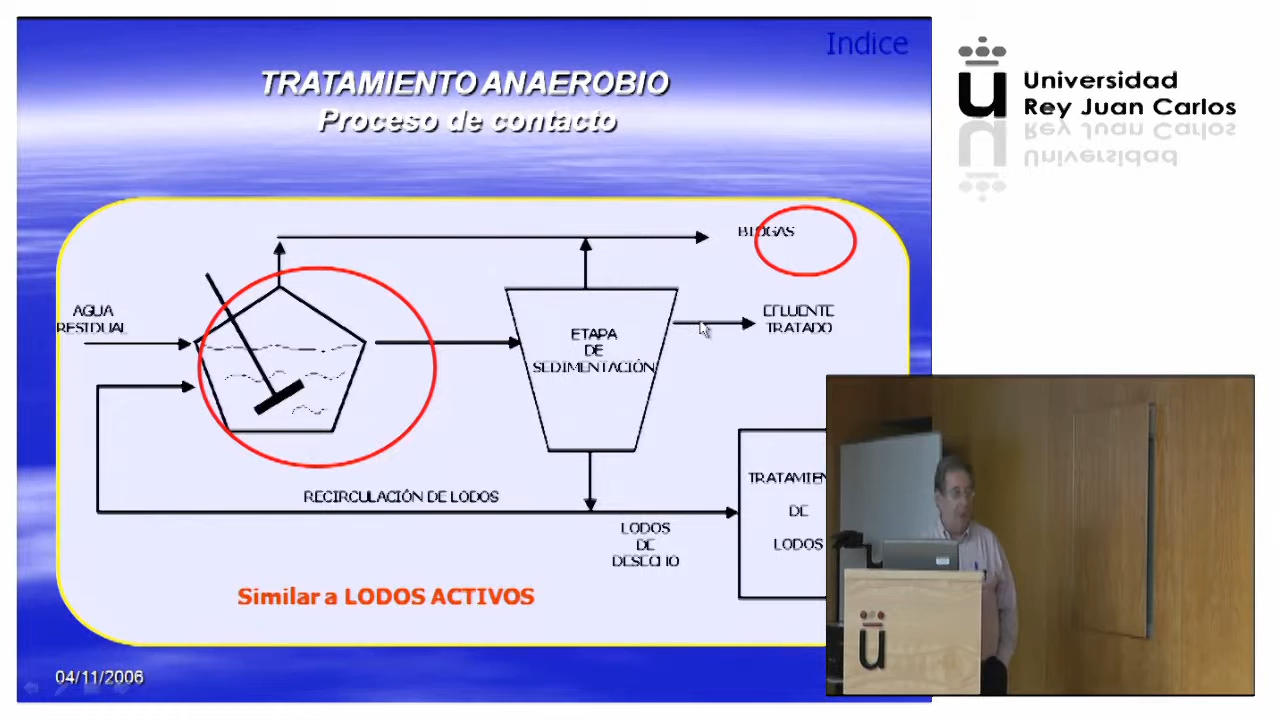 Indice
TRATAMIENTO ANAEROBIO
Proceso de contacto
Universidad
Rey Juan Carlos
BIOGAS
AGUA
RESIDUAL
EFLUENTE
TRATADO
ETAPA
DE
SEDIMENTACIÓN
RECIRCULACIÓN DE LODOS
LODOS
DE
DESECHO
DE
LODOS
Similar a LODOS ACTIVOS
04/11/2006